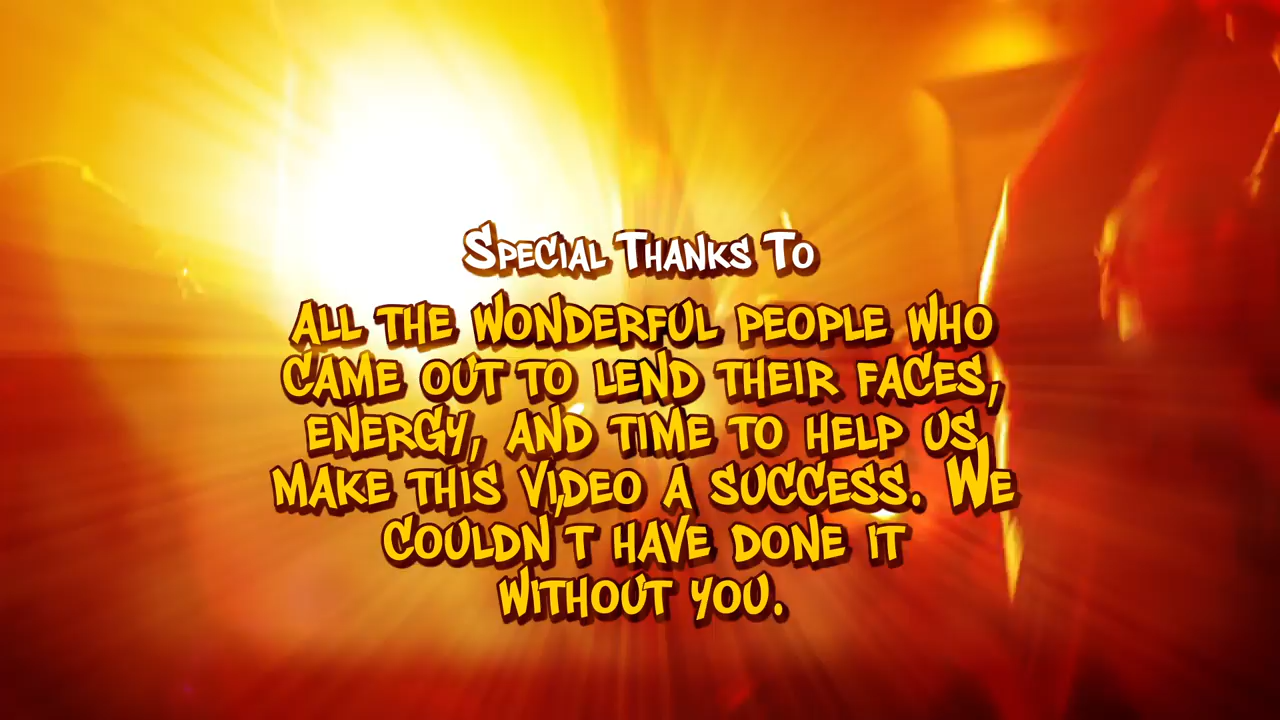 Special Thanks To
ALL THE WONDERFUL PEOPLE WHO
CAME OUT TO LEND THEIR FACES,
ENERGY, AND TIME TO HELP US
MAKE THIS VIDEO A SUCCESS. WE
COULDN'T HAVE DONE IT
WITHOUT YOU.